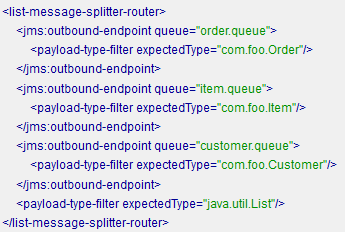 <list-message-splitter-router>
<jms:outbound-endpoint queue="order.queue">
<payload-type-filter expectedType="com.foo.Order"/>
</jms:outbound-endpoint>
<jms:outbound-endpoint queue="item.queue">
<payload-type-filter expectedType="com.foo.Item"/>
</jms:outbound-endpoint>
<jms:outbound-endpoint queue="customer.queue">
<payload-type-filter expectedType="com.foo.Customer"/>
</jms:outbound-endpoint>
<payload-type-filter expectedType="java.util.List"/>
</list-message-splitter-router>